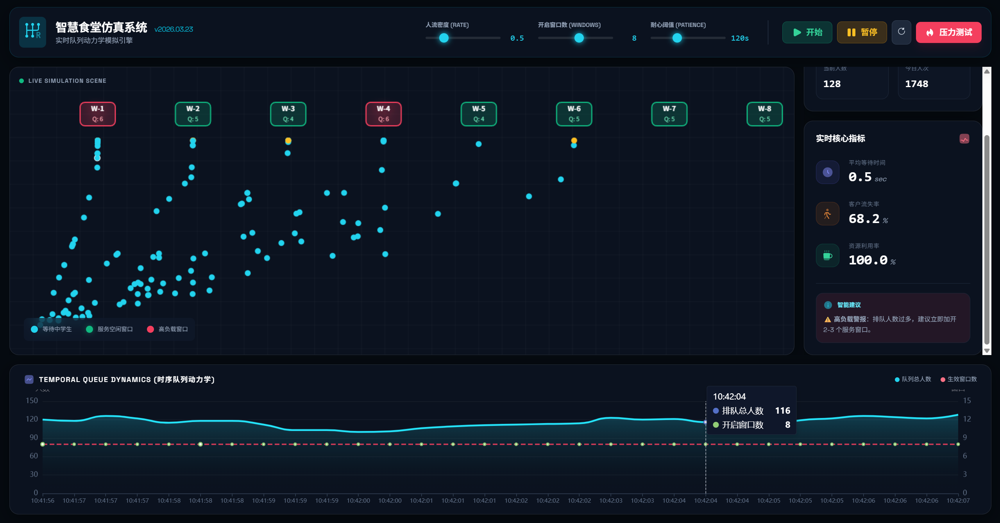 智慧食堂仿真系统 v2026.03.23
实时队列动力学模拟引擎
人流密度 (RATE)
0.5
开启窗口数 (WINDOWS)
8
耐心阈值 (PATIENCE)
120s
开始
暂停
压力测试
LIVE SIMULATION SCENE
W-1
Q: 6
W-2
Q: 5
W-3
Q: 4
W-4
Q: 6
W-5
Q: 4
W-6
Q: 5
W-7
Q: 5
W-8
Q: 5
等待中学生
服务空闲窗口
高负载窗口
当前人数
128
今日人次
1748
实时核心指标
平均等待时间
0.5 sec
客户流失率
68.2 %
资源利用率
100.0 %
智能建议
高负载警报：排队人数过多，建议立即加开
2-3 个服务窗口。
TEMPORAL QUEUE DYNAMICS (时序队列动力学)
队列总人数 生效窗口数
人数
窗口
150
120
90
60
30
0
15
12
9
6
3
0
10:42:04
排队总人数 116
开启窗口数 8
10:41:56 10:41:57 10:41:57 10:41:57 10:41:58 10:41:58 10:41:58 10:41:59 10:41:59 10:41:59 10:42:00 10:42:00 10:42:01 10:42:01 10:42:01 10:42:02 10:42:02 10:42:02 10:42:03 10:42:03 10:42:04 10:42:04 10:42:04 10:42:05 10:42:05 10:42:05 10:42:06 10:42:06 10:42:06 10:42:07